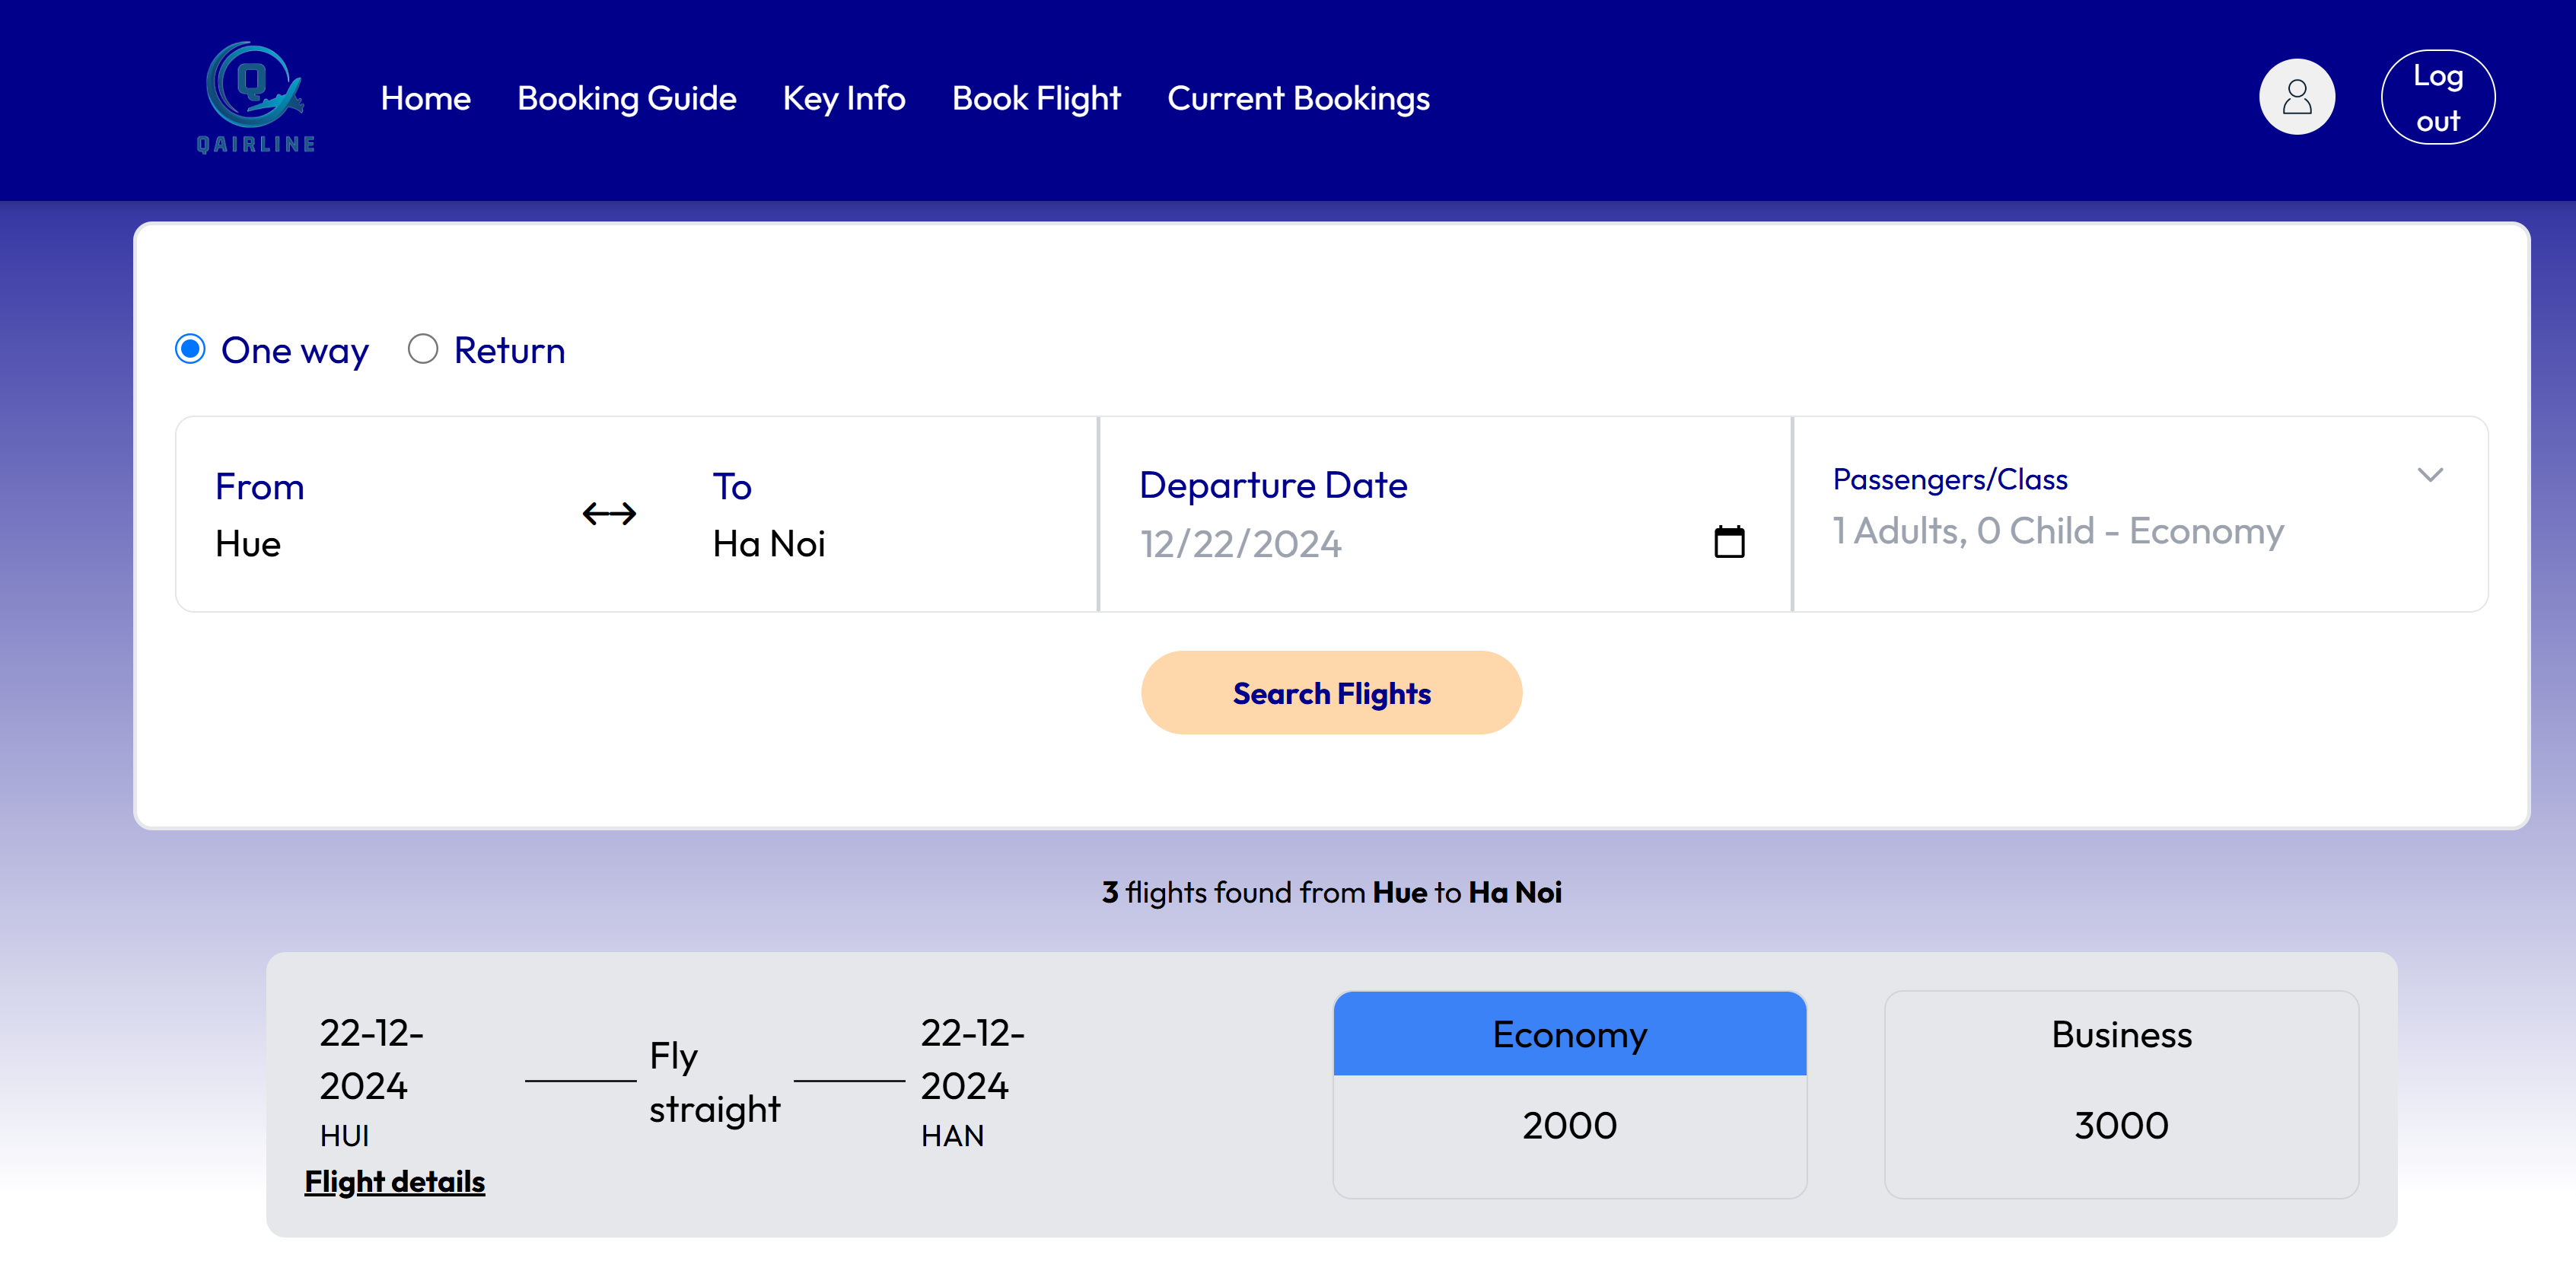 Q
QAIRLINE
Home Booking Guide Key Info Book Flight Current Bookings
Log
out
One way Return
From To
Hue Ha Noi
Departure Date
12/22/2024
Passengers/Class
1 Adults, 0 Child - Economy
Search Flights
3 flights found from Hue to Ha Noi
22-12-
2024
HUI
Fly
straight
22-12-
2024
HAN
Flight details
Economy
2000
Business
3000